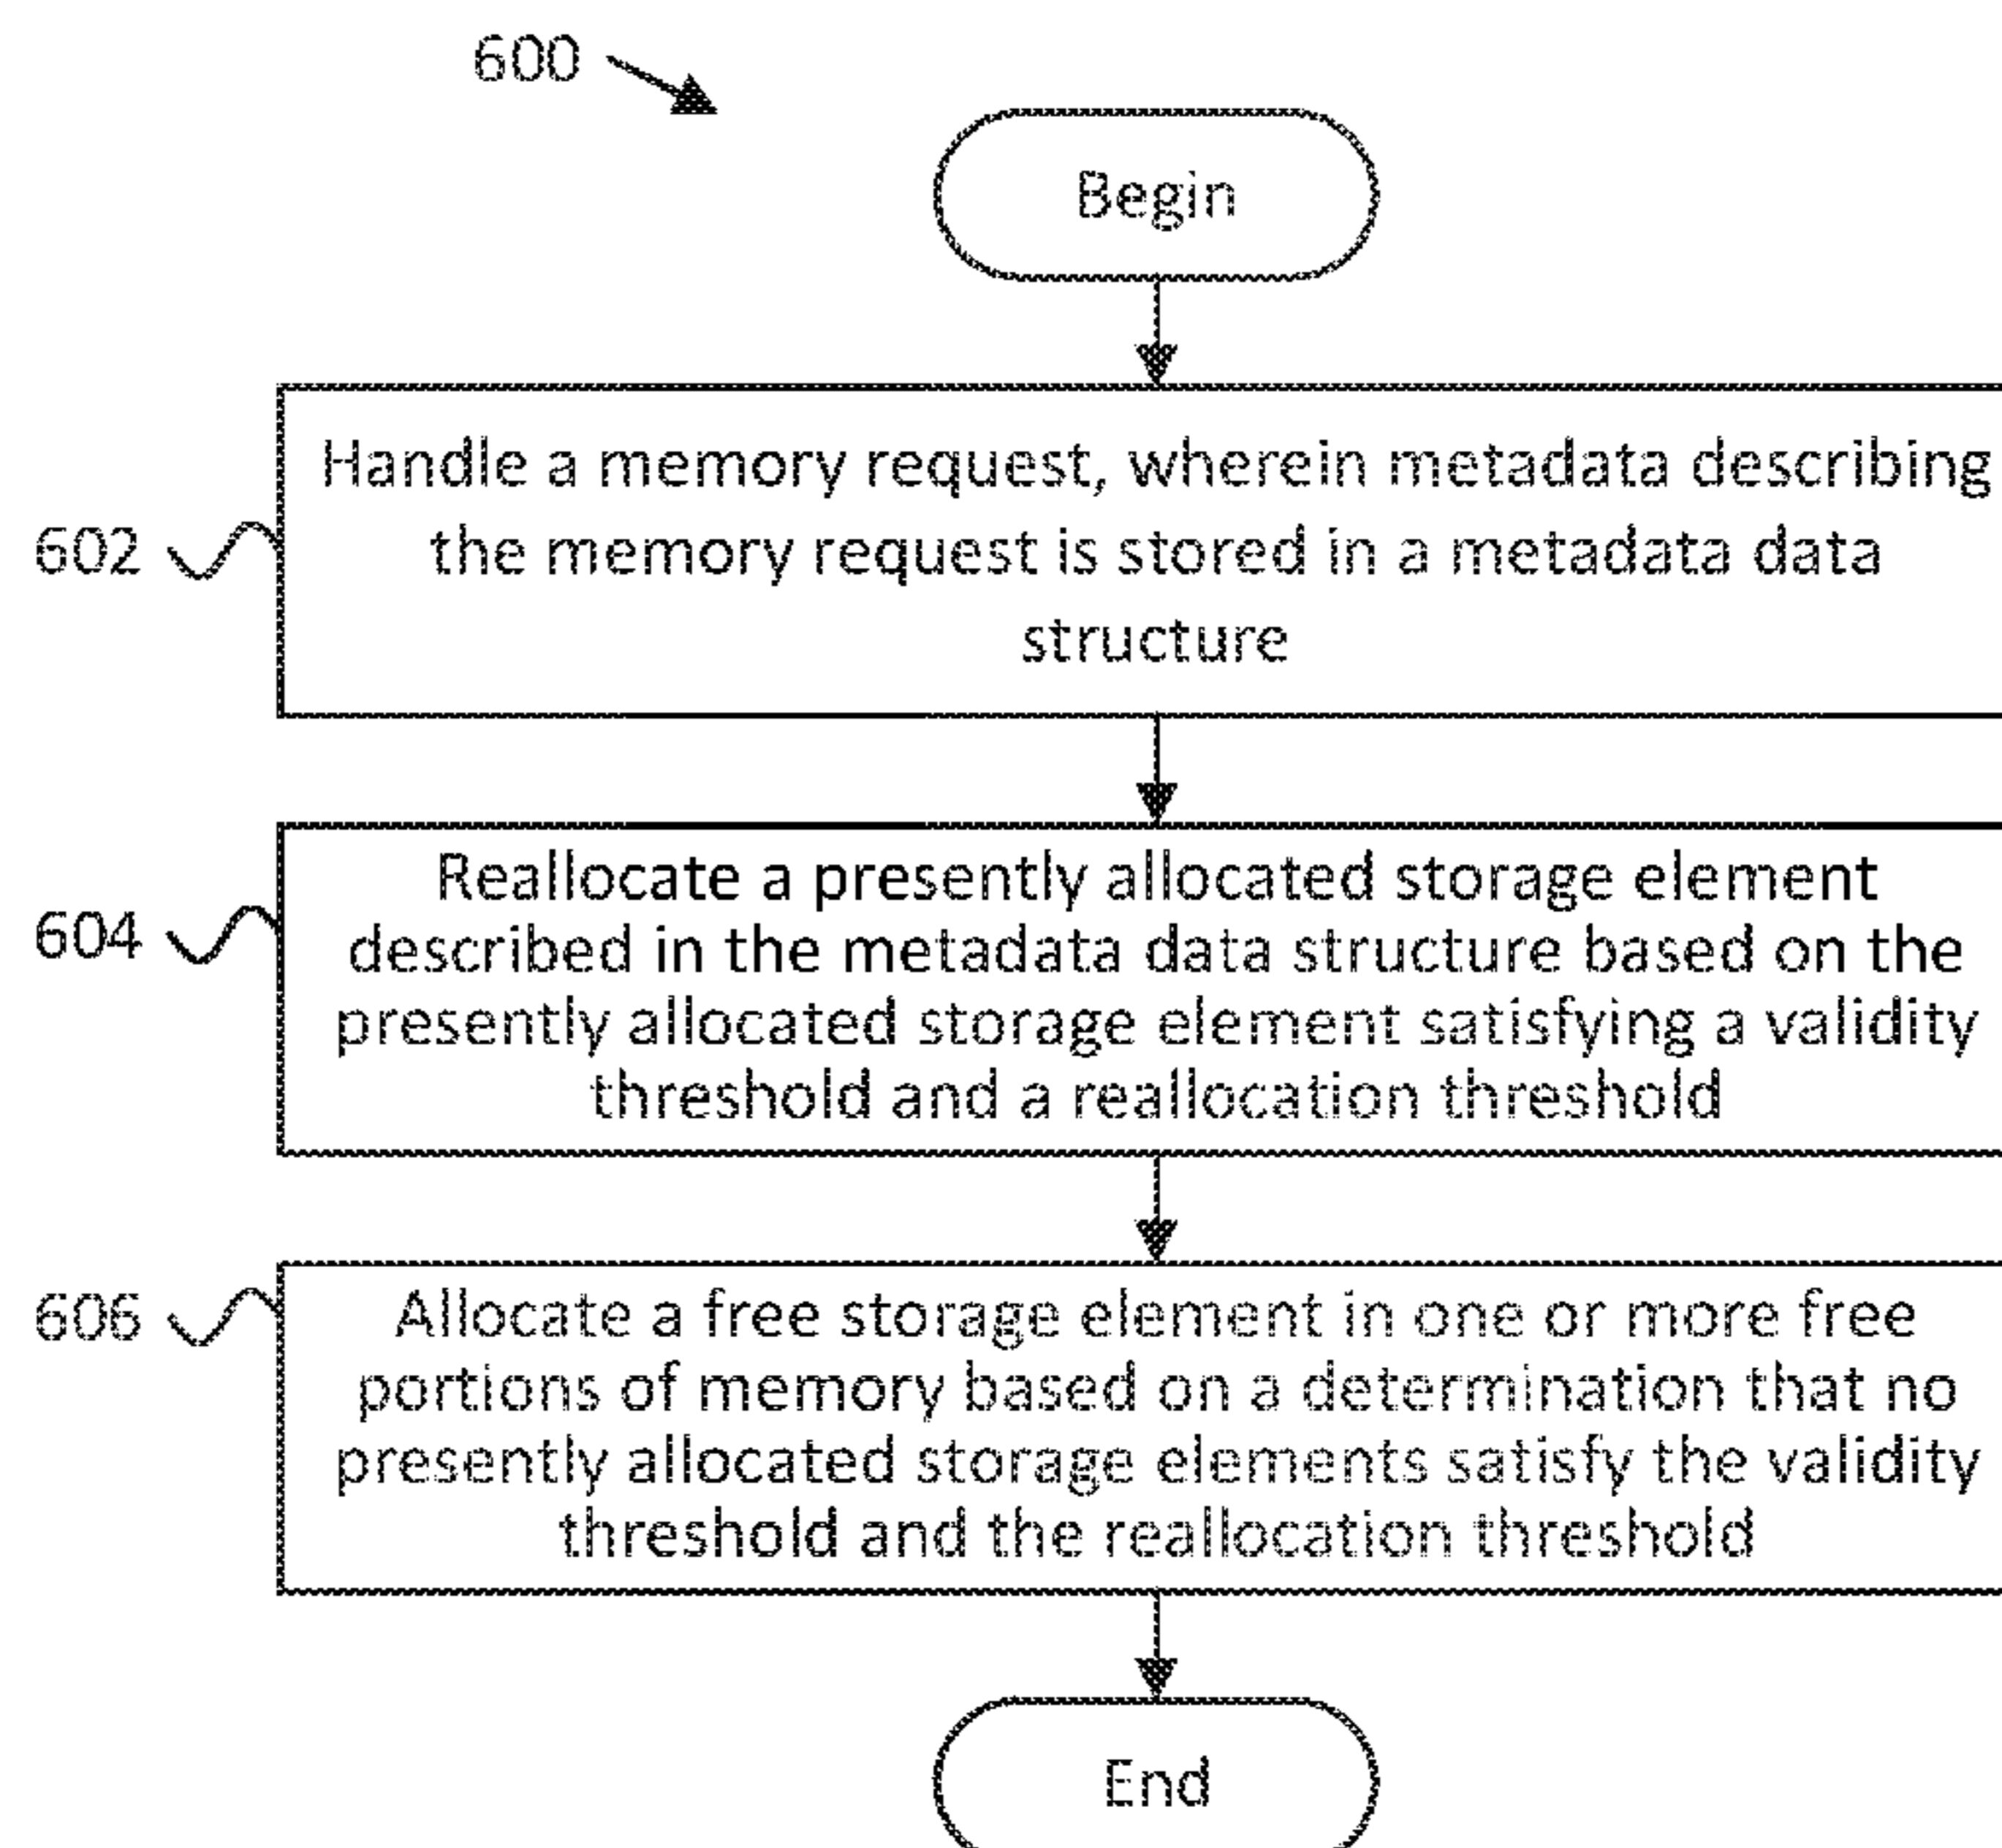 600
Begin
Handle a memory request, wherein metadata describing
602
the memory request is stored in a metadata data
structure
Reallocate a presently allocated storage element
604
described in the metadata data structure based on the
presently allocated storage element satisfying a validity
threshold and a reallocation threshold
606
Allocate a free storage element in one or more free
portions of memory based on a determination that no
presently allocated storage elements satisfy the validity
threshold and the reallocation threshold
End